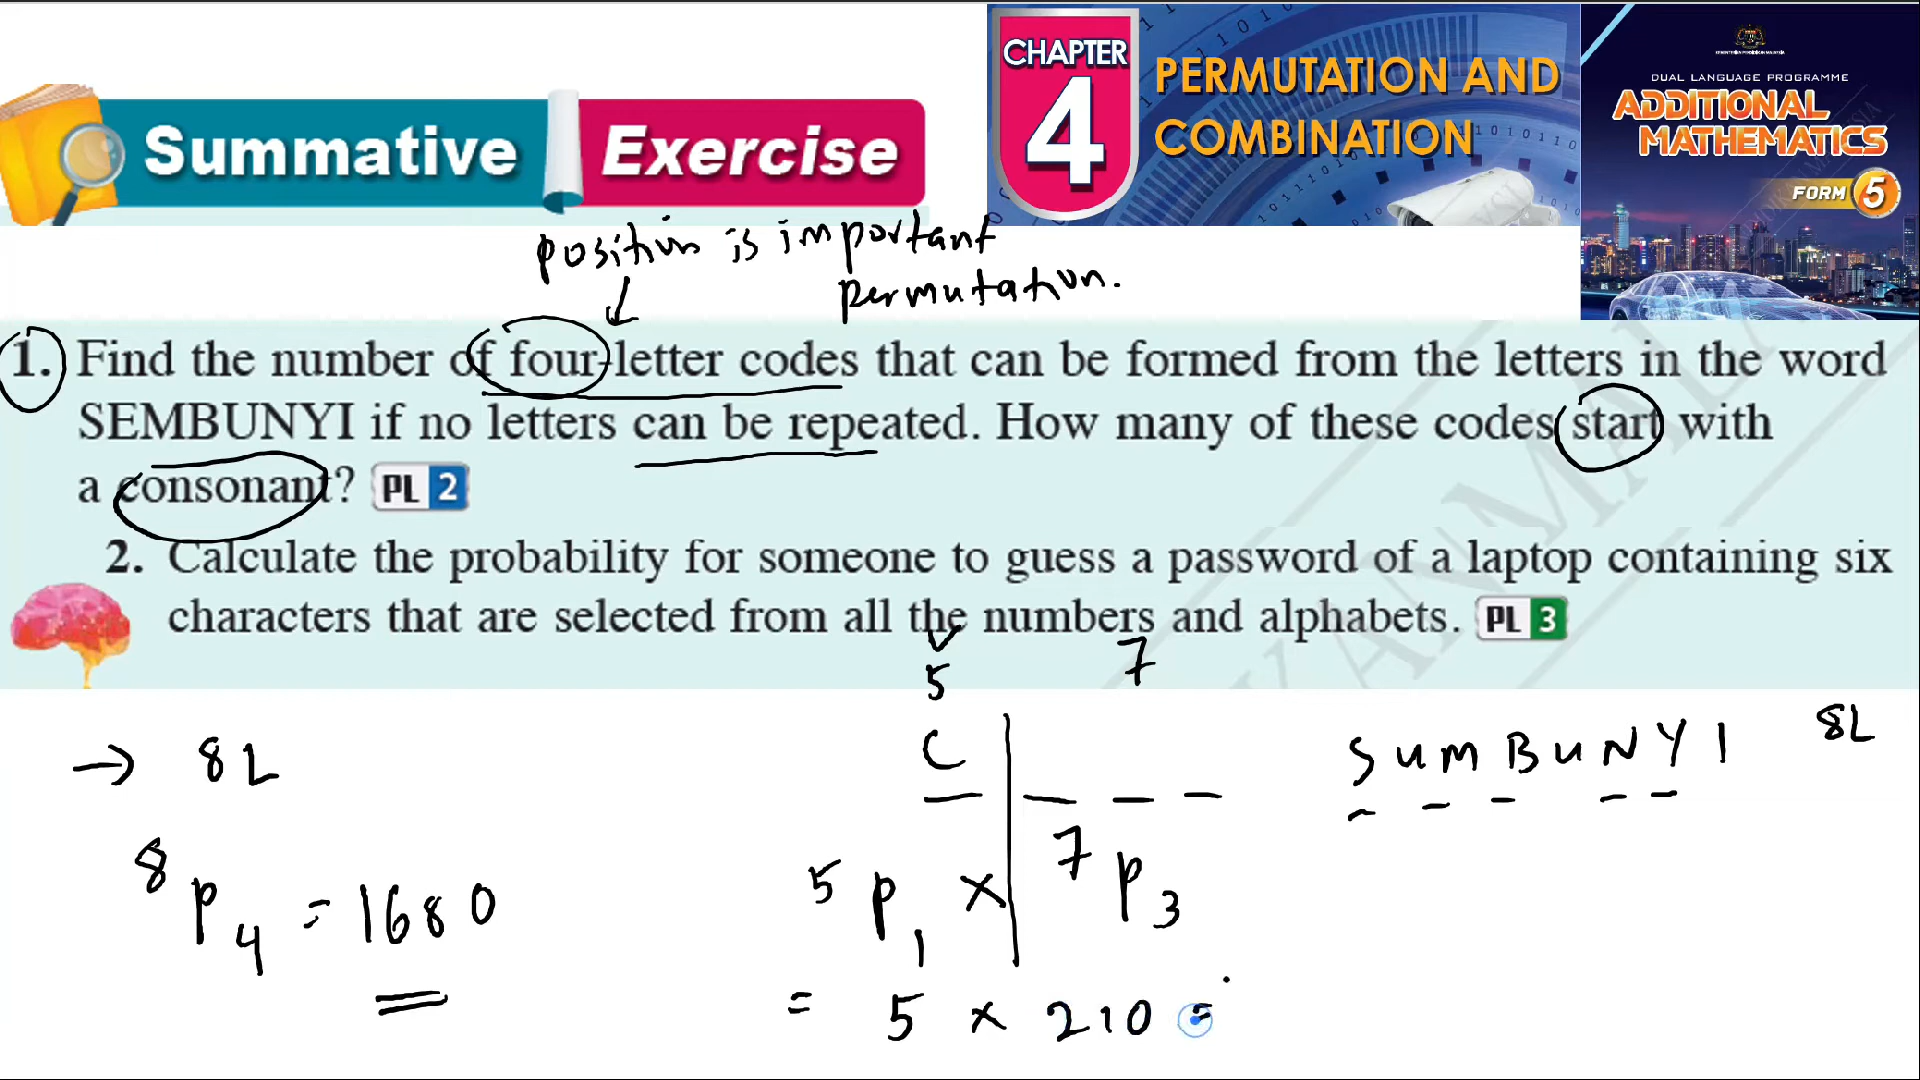 CHAPTER
4
PERMUTATION AND
COMBINATION
KEMENTERIAN PENDIDIKAN MALAYSIA
DUAL LANGUAGE PROGRAMME
ADDITIONAL
MATHEMATICS
FORM 5
Summative Exercise
position is important
permutation.
1. Find the number of four-letter codes that can be formed from the letters in the word
SEMBUNYI if no letters can be repeated. How many of these codes start with
a consonant? PL 2
2. Calculate the probability for someone to guess a password of a laptop containing six
characters that are selected from all the numbers and alphabets. PL 3
5 7
→ 8L
C
SUMBUNYI 8L
8P4 = 1680
5P1 × 7P3
= 5 × 210 =